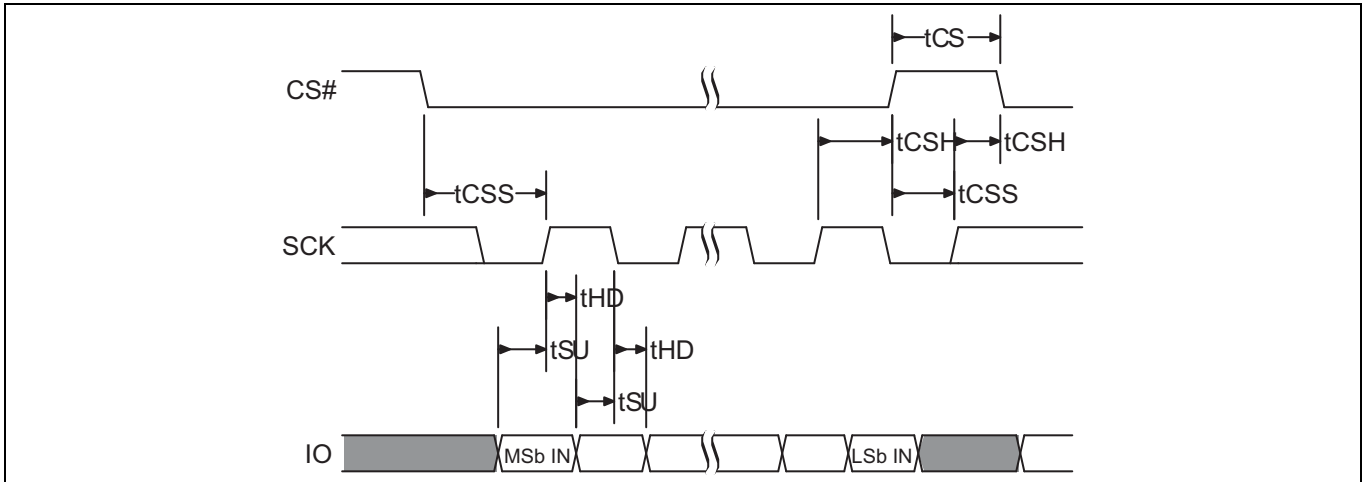 tCS
CS#
tCSH
tCSH
tCSS
tCSS
SCK
tHD
tSU
tHD
tSU
IO
MSb IN
LSb IN